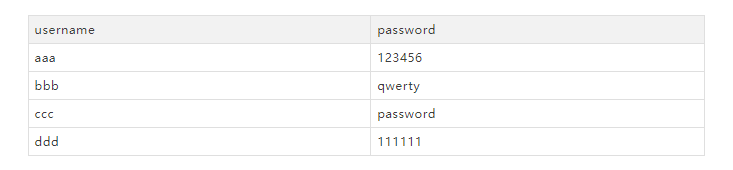 username password
aaa 123456
bbb qwerty
ccc password
ddd 111111